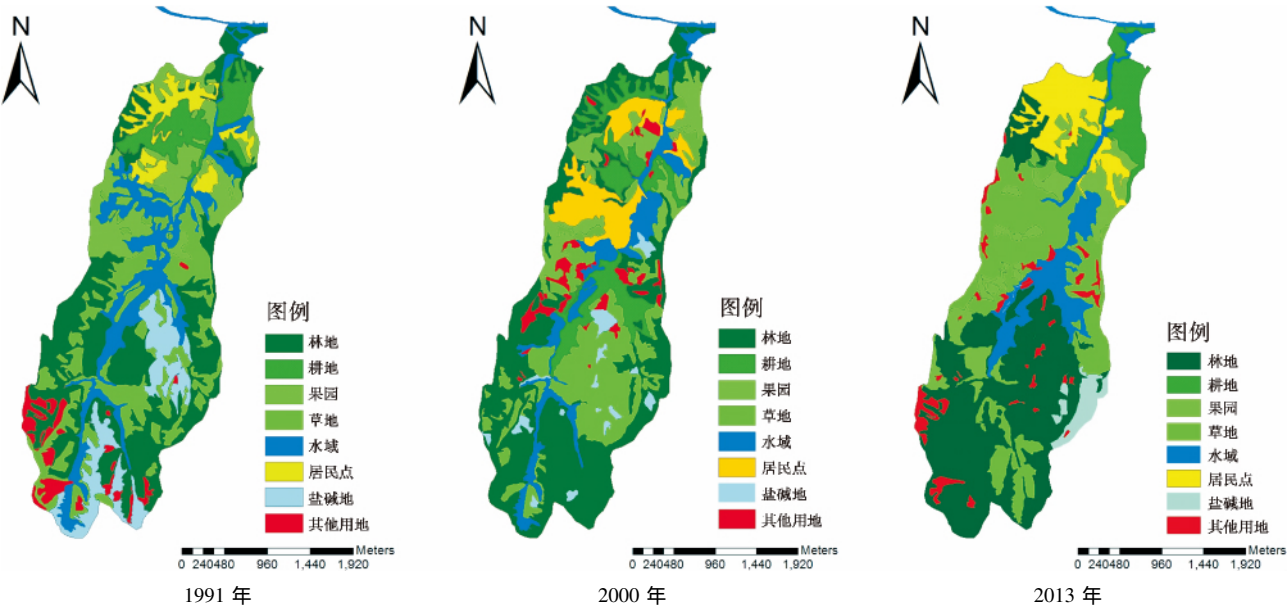 N
图例
林地
耕地
果园
草地
水域
居民点
盐碱地
其他用地
Meters
0 240480 960 1,440 1,920
1991 年
N
图例
林地
耕地
果园
草地
水域
居民点
盐碱地
其他用地
Meters
0 240480 960 1,440 1,920
2000 年
N
图例
林地
耕地
果园
草地
水域
居民点
盐碱地
其他用地
Meters
0 240480 960 1,440 1,920
2013 年